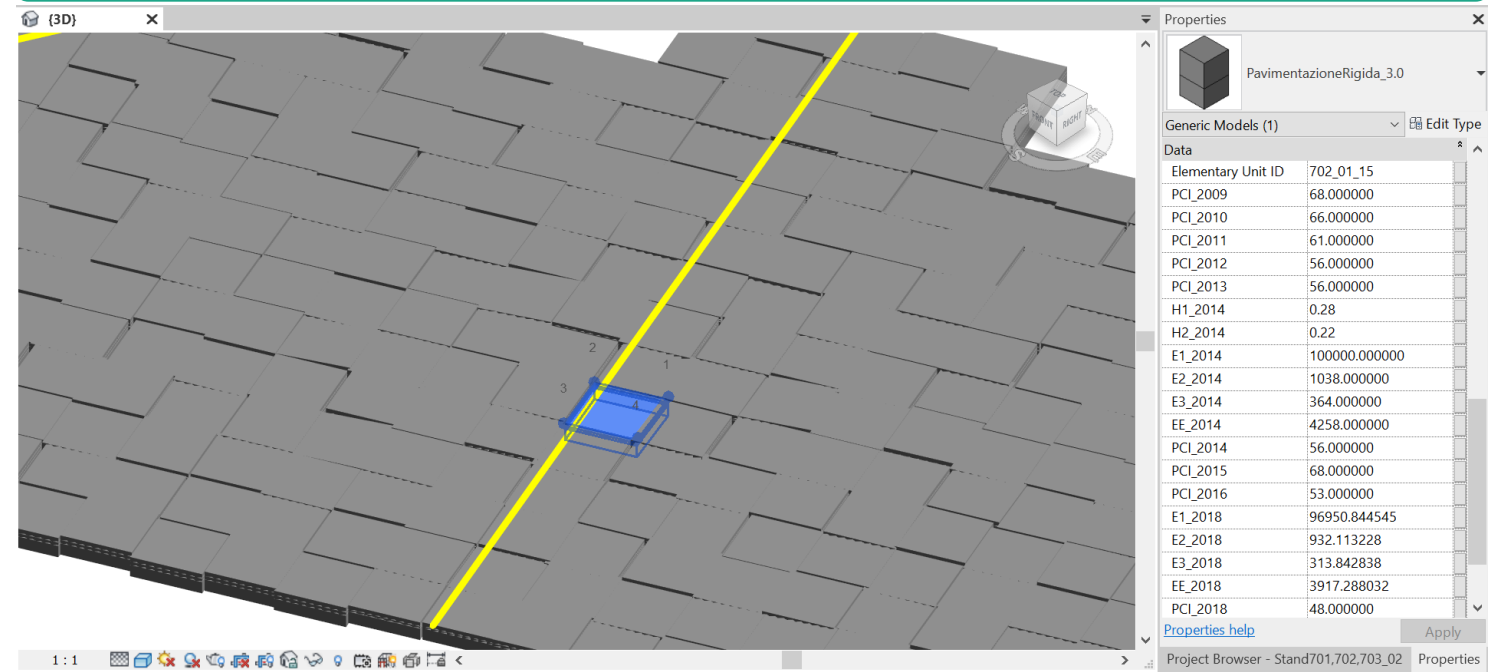 {3D}
Properties
PavimentazioneRigida_3.0
Generic Models (1)
Edit Type
Data
Elementary Unit ID 702_01_15
PCI_2009 68.000000
PCI_2010 66.000000
PCI_2011 61.000000
PCI_2012 56.000000
PCI_2013 56.000000
H1_2014 0.28
H2_2014 0.22
E1_2014 100000.000000
E2_2014 1038.000000
E3_2014 364.000000
EE_2014 4258.000000
PCI_2014 56.000000
PCI_2015 68.000000
PCI_2016 53.000000
E1_2018 96950.844545
E2_2018 932.113228
E3_2018 313.842838
EE_2018 3917.288032
PCI_2018 48.000000
Properties help
Apply
Project Browser - Stand701,702,703_02
Properties
TOP
FRONT
RIGHT
S
E
2
1
3
4
1 : 1